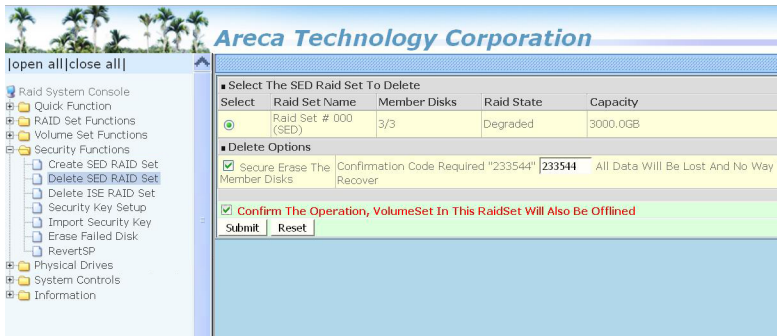 Areca Technology Corporation
|open all|close all|
Raid System Console
Quick Function
RAID Set Functions
Volume Set Functions
Security Functions
Create SED RAID Set
Delete SED RAID Set
Delete ISE RAID Set
Security Key Setup
Import Security Key
Erase Failed Disk
RevertSP
Physical Drives
System Controls
Information
Select The SED Raid Set To Delete
Select Raid Set Name Member Disks Raid State Capacity
Raid Set # 000 (SED) 3/3 Degraded 3000.0GB
Delete Options
Secure Erase The Member Disks
Confirmation Code Required "233544" 233544 All Data Will Be Lost And No Way
Recover
Confirm The Operation, VolumeSet In This RaidSet Will Also Be Offlined
Submit Reset